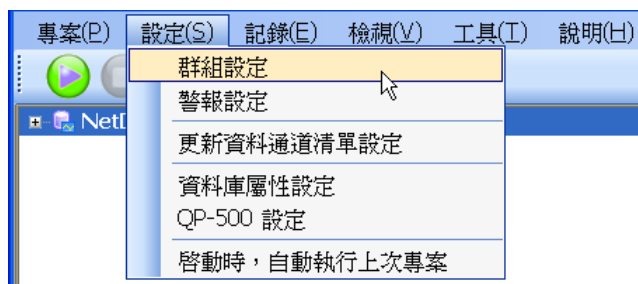 專案(P) 設定(S) 記錄(E) 檢視(V) 工具(T) 說明(H)
群組設定
警報設定
NetD
更新資料通道清單設定
資料庫屬性設定
QP-500 設定
啓動時，自動執行上次專案